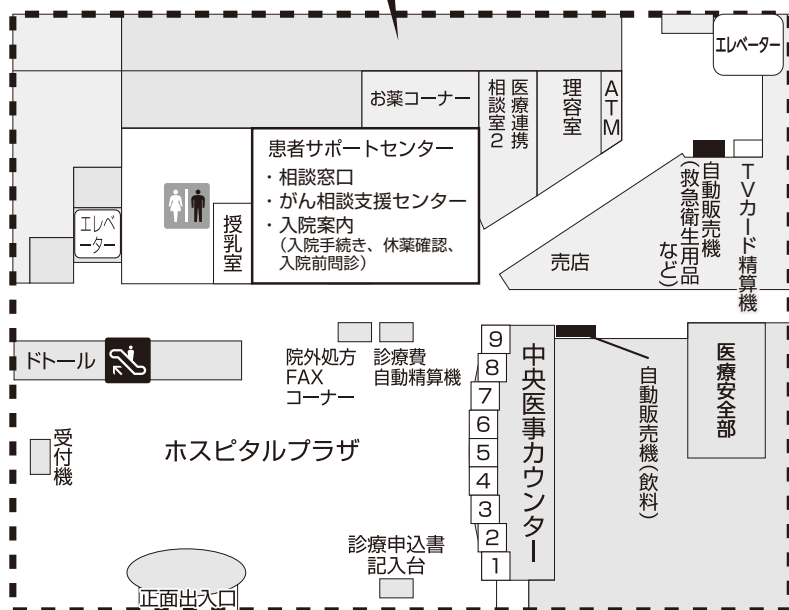 エレベーター
お薬コーナー
医療連携
相談室2
理容室
ATM
患者サポートセンター
・相談窓口
・がん相談支援センター
・入院案内
(入院手続き、休薬確認、
入院前問診)
授乳室
エレベ
ーター
売店
自動販売機
(救急衛生用品
など)
TVカード精算機
ドトール
院外処方
FAX
コーナー
診療費
自動精算機
9
8
7
6
5
4
3
2
1
中央医事カウンター
自動販売機(飲料)
医療安全部
受付機
ホスピタルプラザ
診療申込書
記入台
正面出入口